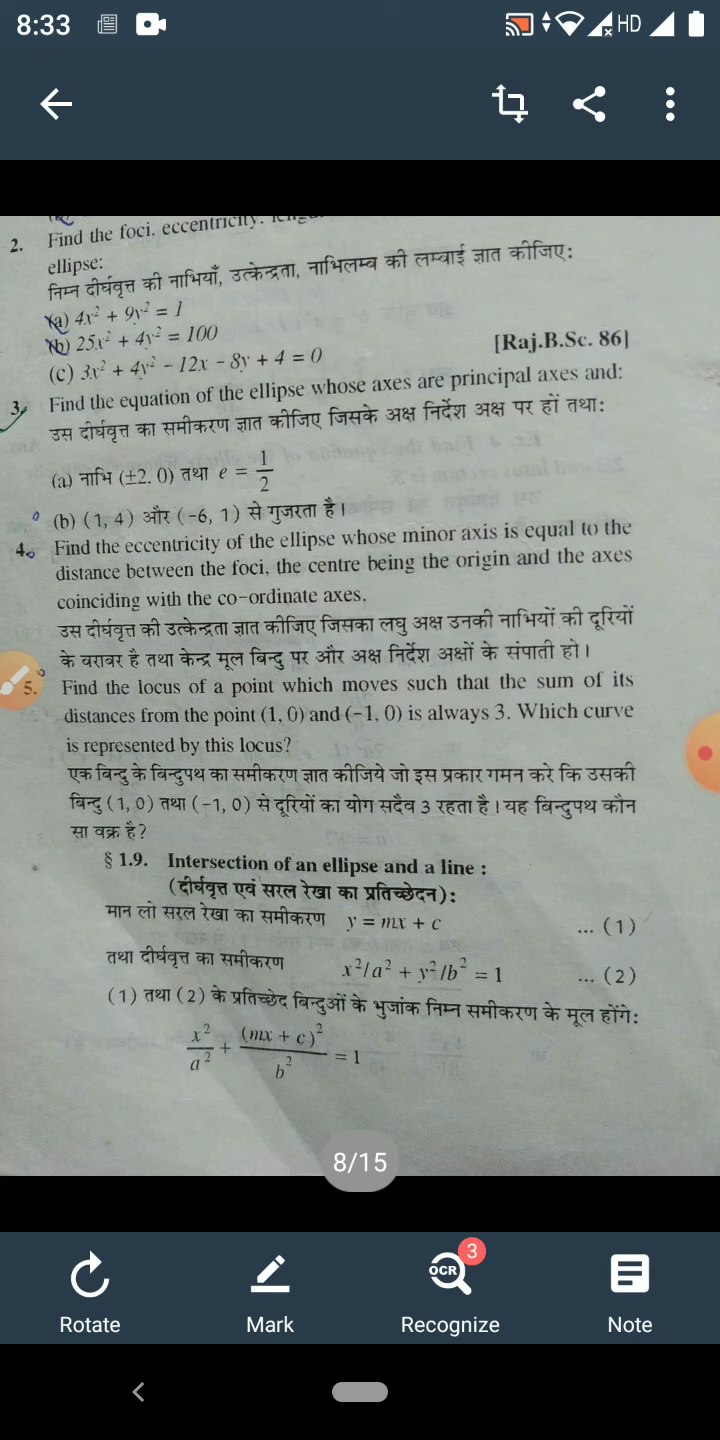 8:33
HD
2. Find the foci, eccentricity,
ellipse:
निम्न दीर्घवृत्त की नाभियाँ, उत्केन्द्रता, नाभिलम्ब की लम्बाई ज्ञात कीजिए:
(a) 4x² + 9y² = 1
(b) 25x² + 4y² = 100
(c) 3x² + 4y² - 12x - 8y + 4 = 0 [Raj.B.Sc. 86]
3. Find the equation of the ellipse whose axes are principal axes and:
उस दीर्घवृत्त का समीकरण ज्ञात कीजिए जिसके अक्ष निर्देश अक्ष पर हों तथा:
(a) नाभि (±2, 0) तथा e = 1/2
(b) (1, 4) और (-6, 1) से गुजरता है।
4. Find the eccentricity of the ellipse whose minor axis is equal to the
distance between the foci, the centre being the origin and the axes
coinciding with the co-ordinate axes.
उस दीर्घवृत्त की उत्केन्द्रता ज्ञात कीजिए जिसका लघु अक्ष उनकी नाभियों की दूरियों
के बराबर है तथा केन्द्र मूल बिन्दु पर और अक्ष निर्देश अक्षों के संपाती हो।
5. Find the locus of a point which moves such that the sum of its
distances from the point (1, 0) and (-1, 0) is always 3. Which curve
is represented by this locus?
एक बिन्दु के बिन्दुपथ का समीकरण ज्ञात कीजिये जो इस प्रकार गमन करे कि उसकी
बिन्दु (1, 0) तथा (-1, 0) से दूरियों का योग सदैव 3 रहता है। यह बिन्दुपथ कौन
सा वक्र है?
§ 1.9. Intersection of an ellipse and a line :
(दीर्घवृत्त एवं सरल रेखा का प्रतिच्छेदन):
मान लो सरल रेखा का समीकरण y = mx + c ... (1)
तथा दीर्घवृत्त का समीकरण x²/a² + y²/b² = 1 ... (2)
(1) तथा (2) के प्रतिच्छेद बिन्दुओं के भुजांक निम्न समीकरण के मूल होंगे:
x²/a² + (mx + c)²/b² = 1
8/15
OCR 3
Rotate Mark Recognize Note